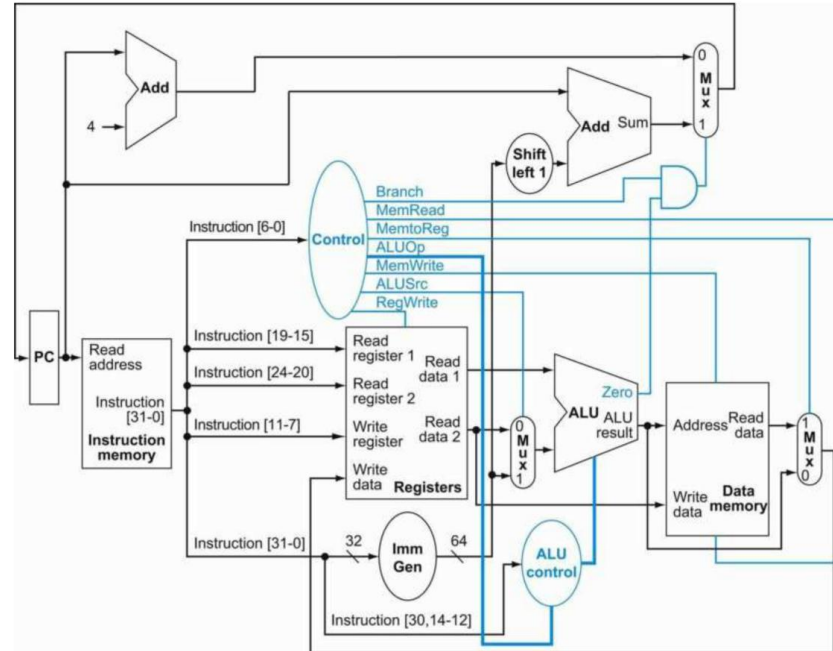 Add
4
Add Sum
0
M
u
x
1
Shift
left 1
Branch
MemRead
MemtoReg
ALUOp
MemWrite
ALUSrc
RegWrite
Control
Instruction [6-0]
Instruction [19-15]
Instruction [24-20]
Instruction [11-7]
Instruction [31-0]
PC
Read
address
Instruction
[31-0]
Instruction
memory
Read
register 1
Read
register 2
Write
register
Write
data
Read
data 1
Read
data 2
Registers
0
M
u
x
1
Zero
ALU
ALU
result
Address
Read
data
Write
data
Data
memory
1
M
u
x
0
32
Imm
Gen
64
ALU
control
Instruction [30,14-12]